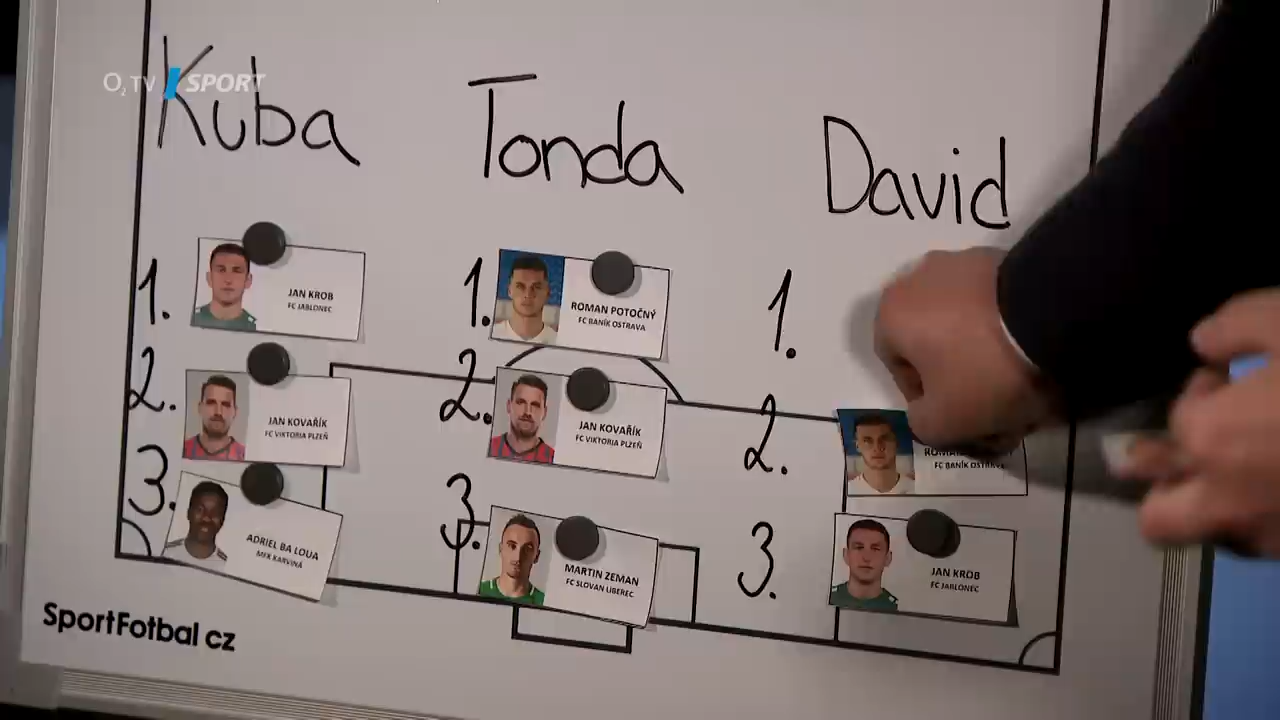 O2 TV SPORT
Kuba
Tonda
David
1.
JAN KROB
FC JABLONEC
2.
JAN KOVAŘÍK
FC VIKTORIA PLZEŇ
3.
ADRIEL BA LOUA
MFK KARVINÁ
1.
ROMAN POTOČNÝ
FC BANÍK OSTRAVA
2.
JAN KOVAŘÍK
FC VIKTORIA PLZEŇ
3.
MARTIN ZEMAN
FC SLOVAN LIBEREC
1.
2.
FC BANÍK OSTRAVA
3.
JAN KROB
FC JABLONEC
SportFotbal cz